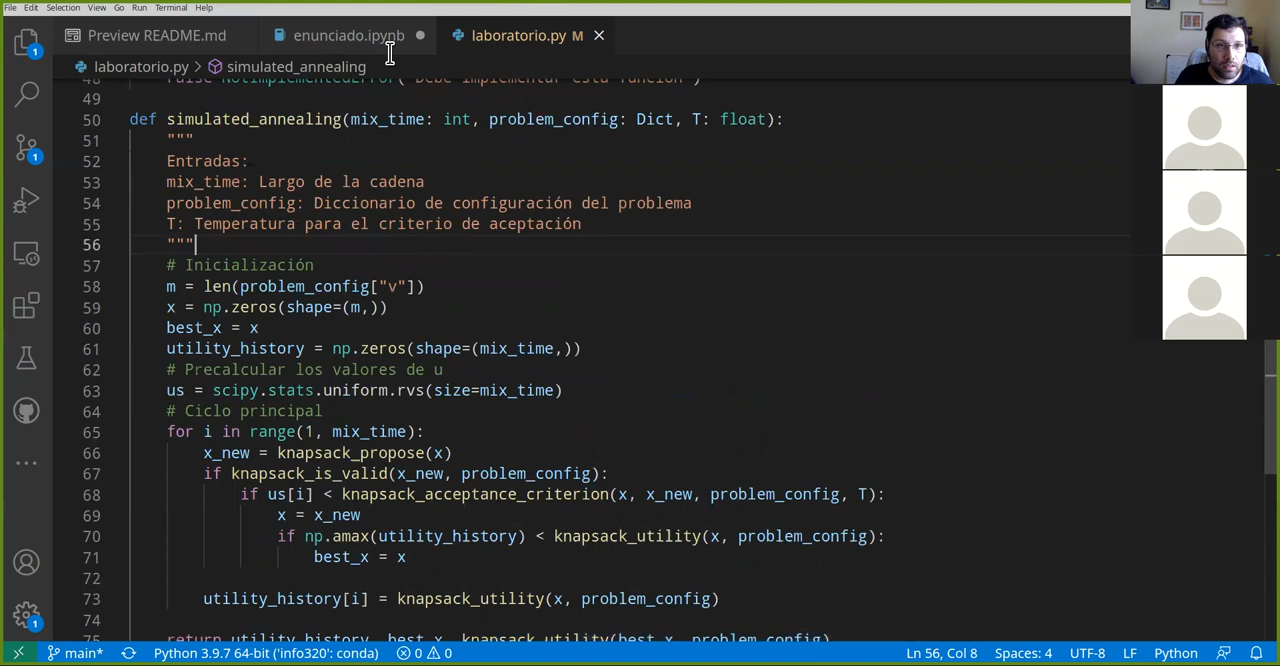 File Edit Selection View Go Run Terminal Help
Preview README.md enunciado.ipynb laboratorio.py M
laboratorio.py > simulated_annealing
48 raise NotImplementedError("Debe implementar esta función")
49
50 def simulated_annealing(mix_time: int, problem_config: Dict, T: float):
51 """
52 Entradas:
53 mix_time: Largo de la cadena
54 problem_config: Diccionario de configuración del problema
55 T: Temperatura para el criterio de aceptación
56 """
57 # Inicialización
58 m = len(problem_config["v"])
59 x = np.zeros(shape=(m,))
60 best_x = x
61 utility_history = np.zeros(shape=(mix_time,))
62 # Precalcular los valores de u
63 us = scipy.stats.uniform.rvs(size=mix_time)
64 # Ciclo principal
65 for i in range(1, mix_time):
66 x_new = knapsack_propose(x)
67 if knapsack_is_valid(x_new, problem_config):
68 if us[i] < knapsack_acceptance_criterion(x, x_new, problem_config, T):
69 x = x_new
70 if np.amax(utility_history) < knapsack_utility(x, problem_config):
71 best_x = x
72
73 utility_history[i] = knapsack_utility(x, problem_config)
74
75 return utility_history, best_x, knapsack_utility(best_x, problem_config)
1
1
1
main* Python 3.9.7 64-bit ('info320': conda) 0 0 Ln 56, Col 8 Spaces: 4 UTF-8 LF Python